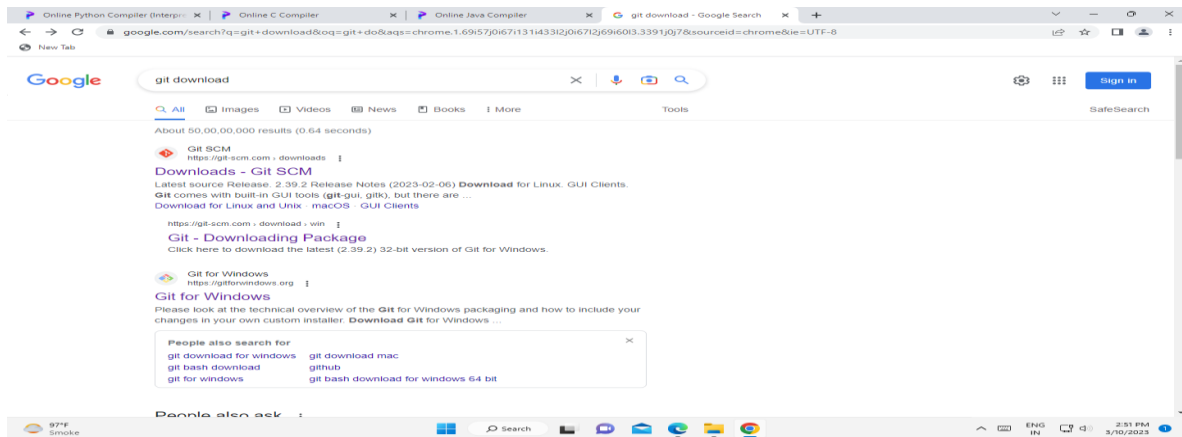 Online Python Compiler (Interpre
Online C Compiler
Online Java Compiler
git download - Google Search
google.com/search?q=git+download&oq=git+do&aqs=chrome.1.69i57j0i67i131i433l2j0i67l2j69i60l3.3391j0j7&sourceid=chrome&ie=UTF-8
New Tab
Google
git download
Sign in
All Images Videos News Books More Tools SafeSearch
About 50,00,00,000 results (0.64 seconds)
Git SCM
https://git-scm.com › downloads
Downloads - Git SCM
Latest source Release. 2.39.2 Release Notes (2023-02-06) Download for Linux. GUI Clients.
Git comes with built-in GUI tools (git-gui, gitk), but there are ...
Download for Linux and Unix · macOS · GUI Clients
https://git-scm.com › download › win
Git - Downloading Package
Click here to download the latest (2.39.2) 32-bit version of Git for Windows.
Git for Windows
https://gitforwindows.org
Git for Windows
Please look at the technical overview of the Git for Windows packaging and how to include your
changes in your own custom installer. Download Git for Windows ...
People also search for
git download for windows git download mac
git bash download github
git for windows git bash download for windows 64 bit
People also ask
97°F
Smoke
Search
ENG
IN
2:51 PM
5/10/2023
1